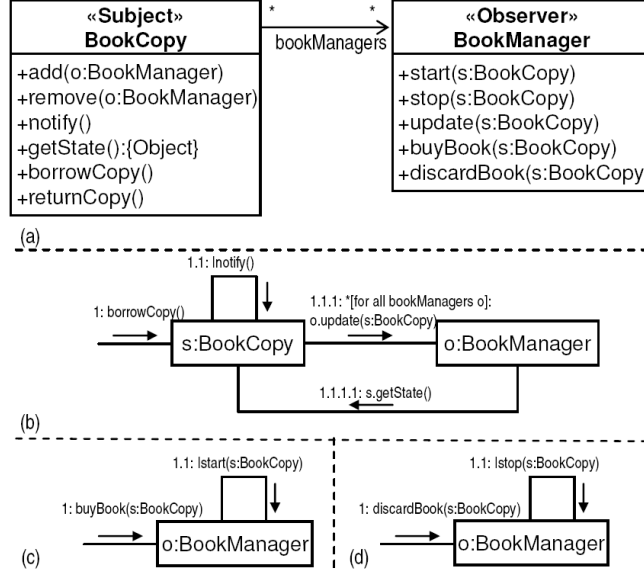 «Subject»
BookCopy
+add(o:BookManager)
+remove(o:BookManager)
+notify()
+getState():{Object}
+borrowCopy()
+returnCopy()
* *
bookManagers
«Observer»
BookManager
+start(s:BookCopy)
+stop(s:BookCopy)
+update(s:BookCopy)
+buyBook(s:BookCopy)
+discardBook(s:BookCopy
(a)
1.1: !notify()
1: borrowCopy()
1.1.1: *[for all bookManagers o]:
o.update(s:BookCopy)
s:BookCopy
o:BookManager
1.1.1.1: s.getState()
(b)
1.1: !start(s:BookCopy)
1: buyBook(s:BookCopy)
o:BookManager
(c)
1.1: !stop(s:BookCopy)
1: discardBook(s:BookCopy)
o:BookManager
(d)